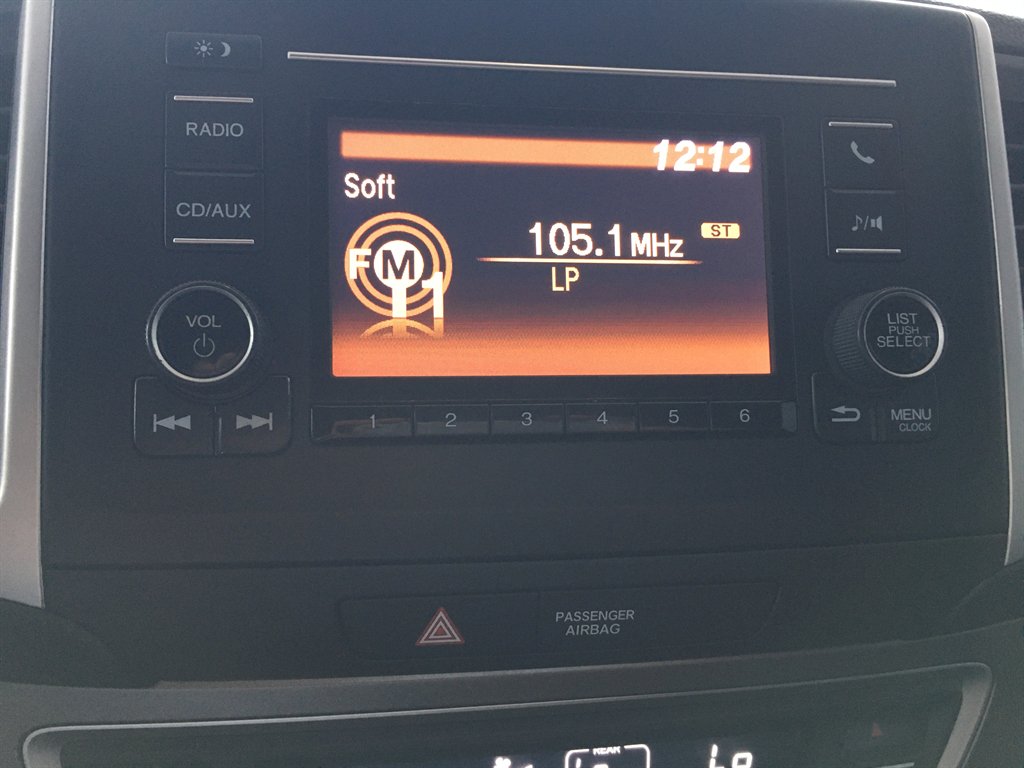 RADIO
CD/AUX
VOL
12:12
Soft
FM1
105.1 MHz
ST
LP
LIST
PUSH
SELECT
1 2 3 4 5 6
MENU
CLOCK
PASSENGER
AIRBAG
REAR